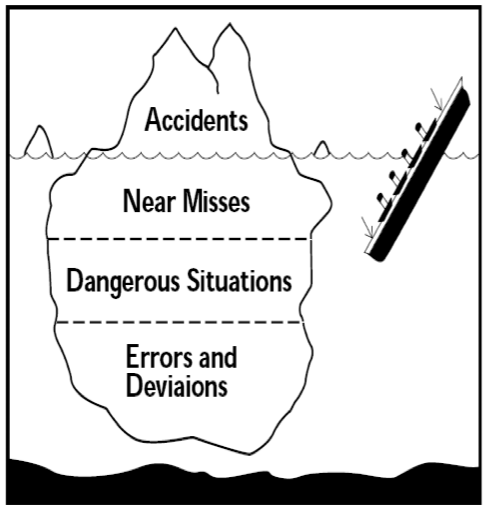 Accidents
Near Misses
Dangerous Situations
Errors and
Deviaions